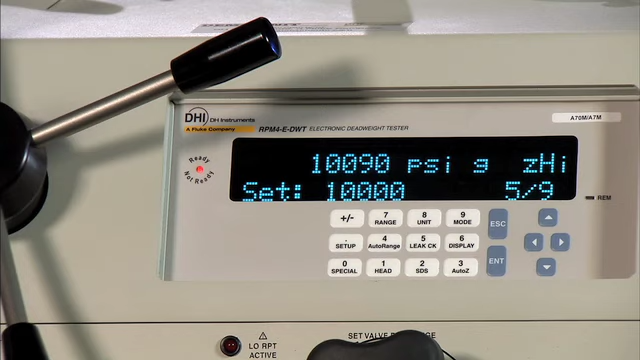 DHI DH Instruments
A Fluke Company RPM4-E-DWT ELECTRONIC DEADWEIGHT TESTER
A70M/A7M
Ready
Not Ready
10090 psi g zHi
Set: 10000 5/9
REM
+/- 7 RANGE 8 UNIT 9 MODE ESC
. SETUP 4 AutoRange 5 LEAK CK 6 DISPLAY
0 SPECIAL 1 HEAD 2 SDS 3 AutoZ ENT
LO RPT
ACTIVE
SET VALVE